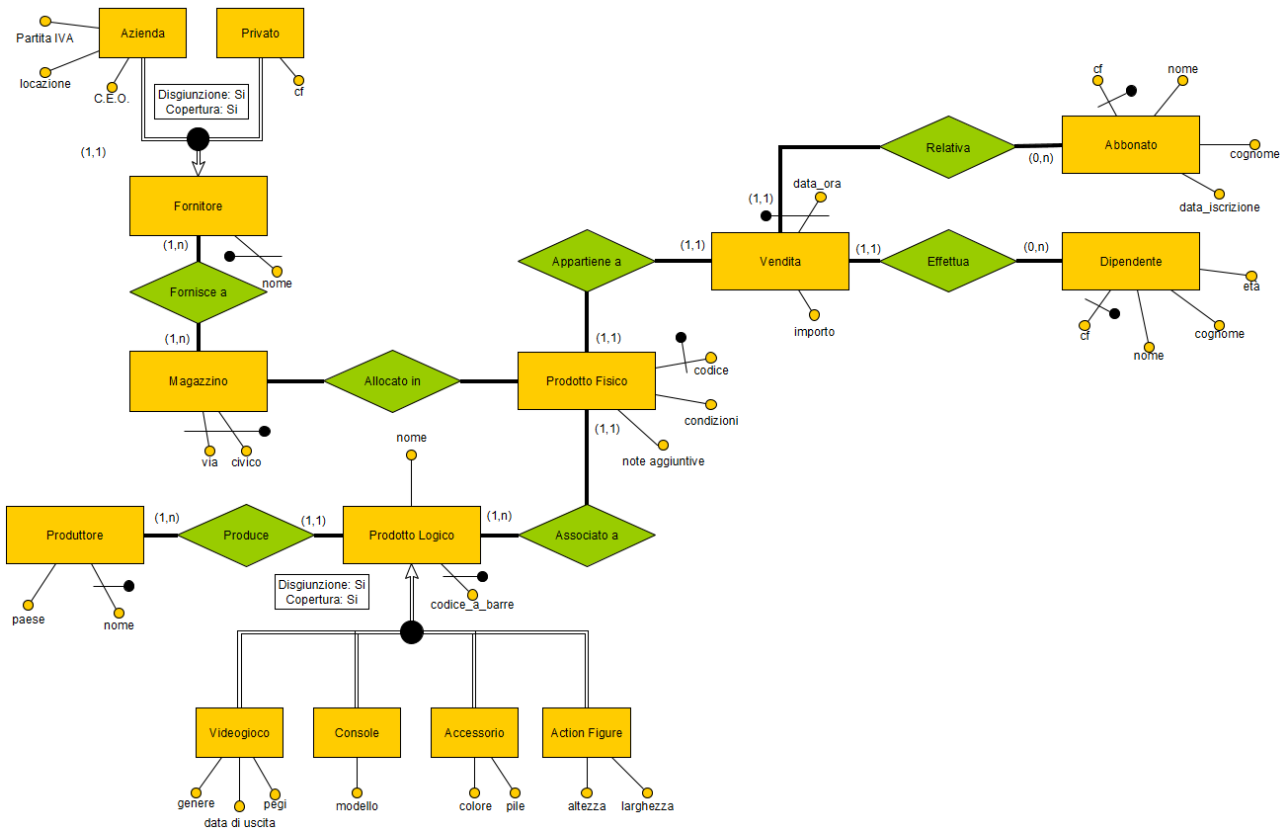 Azienda
Privato
Partita IVA
locazione
C.E.O.
cf
Disgiunzione: Si
Copertura: Si
(1,1)
Fornitore
(1,n)
nome
Fornisce a
(1,n)
Magazzino
via
civico
Allocato in
Prodotto Fisico
(1,1)
codice
condizioni
note aggiuntive
(1,1)
Appartiene a
(1,1)
Vendita
data_ora
importo
(1,1)
Relativa
(0,n)
Abbonato
cf
nome
cognome
data_iscrizione
(1,1)
Effettua
(0,n)
Dipendente
età
cognome
nome
cf
Produttore
paese
nome
(1,n)
Produce
(1,1)
Prodotto Logico
nome
codice_a_barre
(1,n)
Associato a
Disgiunzione: Si
Copertura: Si
Videogioco
genere
data di uscita
pegi
Console
modello
Accessorio
colore
pile
Action Figure
altezza
larghezza